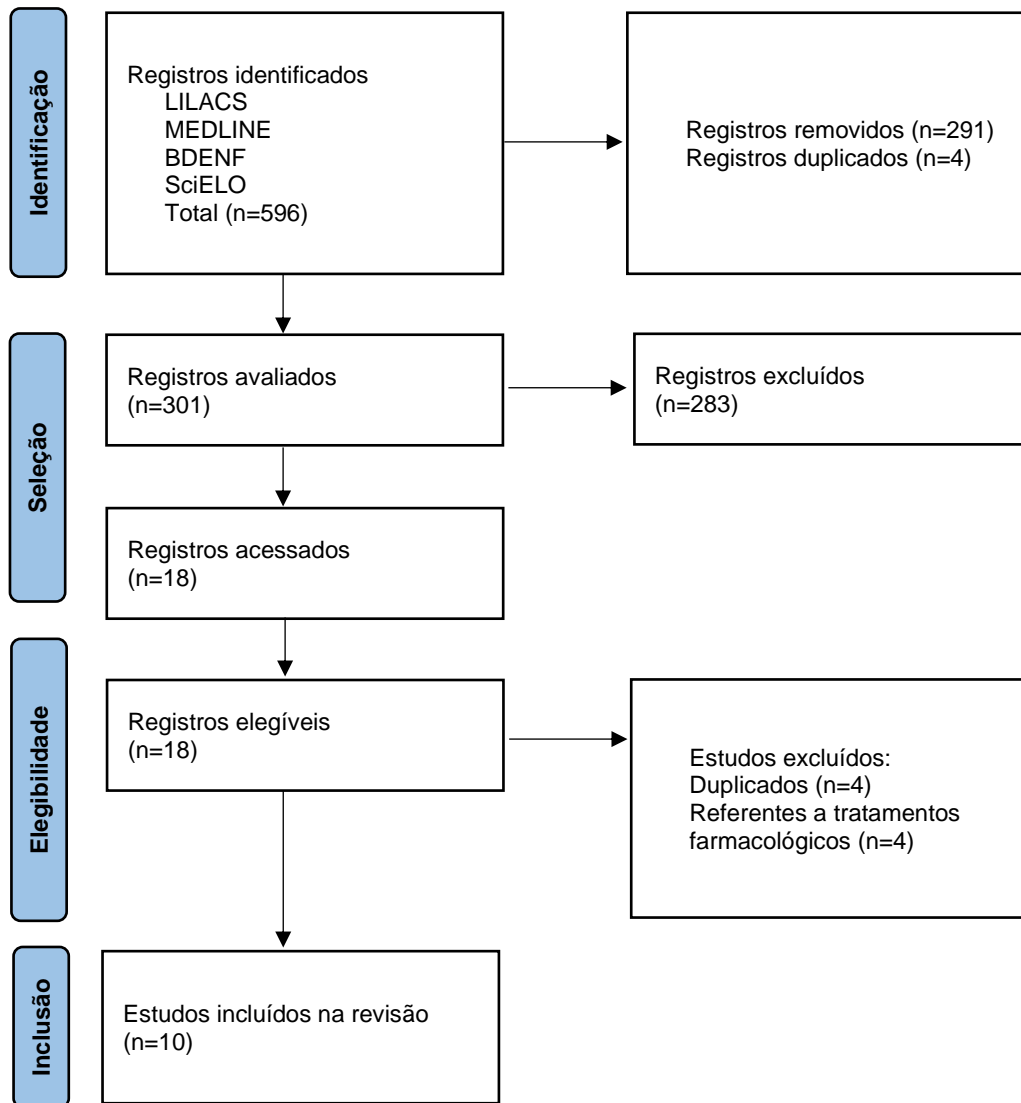 Identificação
Registros identificados
LILACS
MEDLINE
BDENF
SciELO
Total (n=596)
Registros removidos (n=291)
Registros duplicados (n=4)
Seleção
Registros avaliados
(n=301)
Registros excluídos
(n=283)
Registros acessados
(n=18)
Elegibilidade
Registros elegíveis
(n=18)
Estudos excluídos:
Duplicados (n=4)
Referentes a tratamentos
farmacológicos (n=4)
Inclusão
Estudos incluídos na revisão
(n=10)